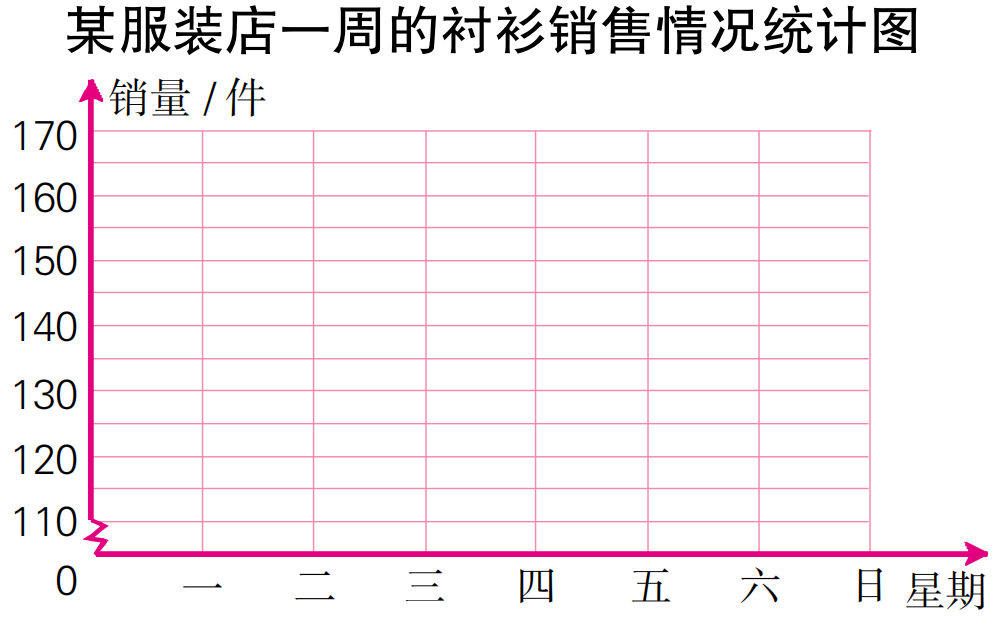 某服装店一周的衬衫销售情况统计图
销量/件
170
160
150
140
130
120
110
0 一 二 三 四 五 六 日 星期